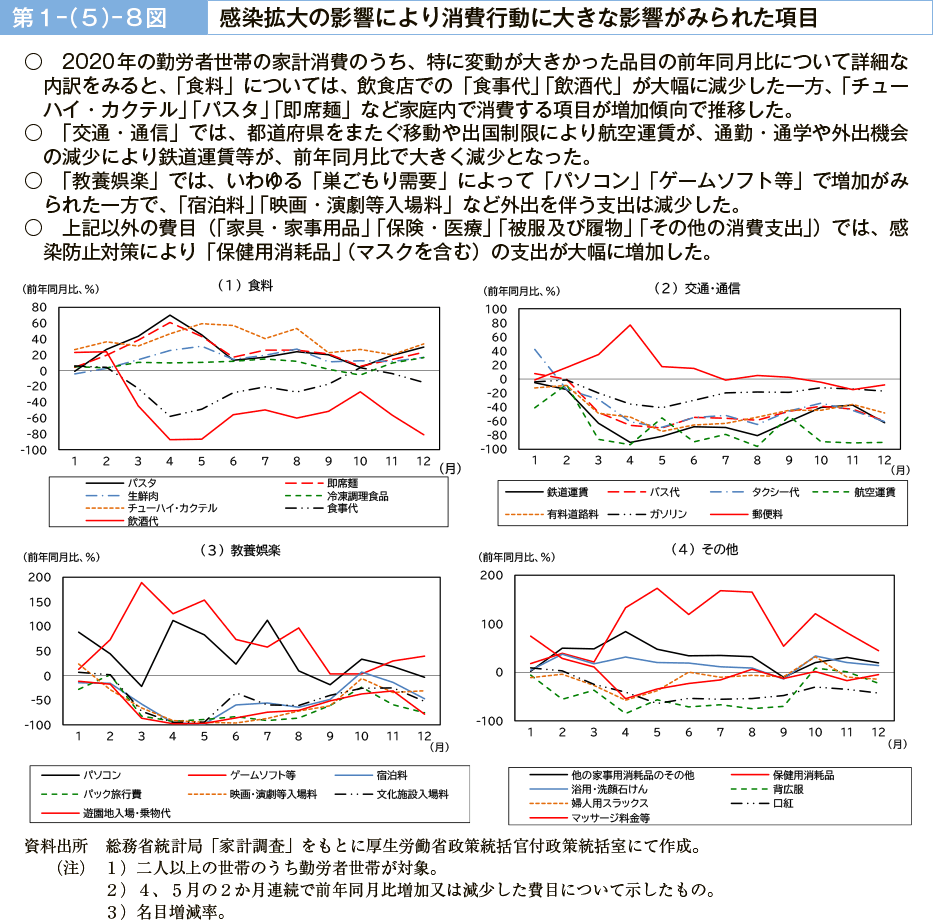 第1-(5)-8図　感染拡大の影響により消費行動に大きな影響がみられた項目
○　2020年の勤労者世帯の家計消費のうち、特に変動が大きかった品目の前年同月比について詳細な
内訳をみると、「食料」については、飲食店での「食事代」「飲酒代」が大幅に減少した一方、「チュー
ハイ・カクテル」「パスタ」「即席麺」など家庭内で消費する項目が増加傾向で推移した。
○　「交通・通信」では、都道府県をまたぐ移動や出国制限により航空運賃が、通勤・通学や外出機会
の減少により鉄道運賃等が、前年同月比で大きく減少となった。
○　「教養娯楽」では、いわゆる「巣ごもり需要」によって「パソコン」「ゲームソフト等」で増加がみ
られた一方で、「宿泊料」「映画・演劇等入場料」など外出を伴う支出は減少した。
○　上記以外の費目（「家具・家事用品」「保険・医療」「被服及び履物」「その他の消費支出」）では、感
染防止対策により「保健用消耗品」（マスクを含む）の支出が大幅に増加した。
（前年同月比、%）
（1）食料
80
60
40
20
0
-20
-40
-60
-80
-100
1 2 3 4 5 6 7 8 9 10 11 12
（月）
パスタ　即席麺
生鮮肉　冷凍調理食品
チューハイ・カクテル　食事代
飲酒代
（前年同月比、%）
（2）交通・通信
100
80
60
40
20
0
-20
-40
-60
-80
-100
1 2 3 4 5 6 7 8 9 10 11 12
（月）
鉄道運賃　バス代　タクシー代　航空運賃
有料道路料　ガソリン　郵便料
（前年同月比、%）
（3）教養娯楽
200
150
100
50
0
-50
-100
1 2 3 4 5 6 7 8 9 10 11 12
（月）
パソコン　ゲームソフト等　宿泊料
パック旅行費　映画・演劇等入場料　文化施設入場料
遊園地入場・乗物代
（前年同月比、%）
（4）その他
200
100
0
-100
1 2 3 4 5 6 7 8 9 10 11 12
（月）
他の家事用消耗品のその他　保健用消耗品
浴用・洗顔石けん　背広服
婦人用スラックス　口紅
マッサージ料金等
資料出所　総務省統計局「家計調査」をもとに厚生労働省政策統括官付政策統括室にて作成。
（注）　1）二人以上の世帯のうち勤労者世帯が対象。
2）4、5月の2か月連続で前年同月比増加又は減少した費目について示したもの。
3）名目増減率。